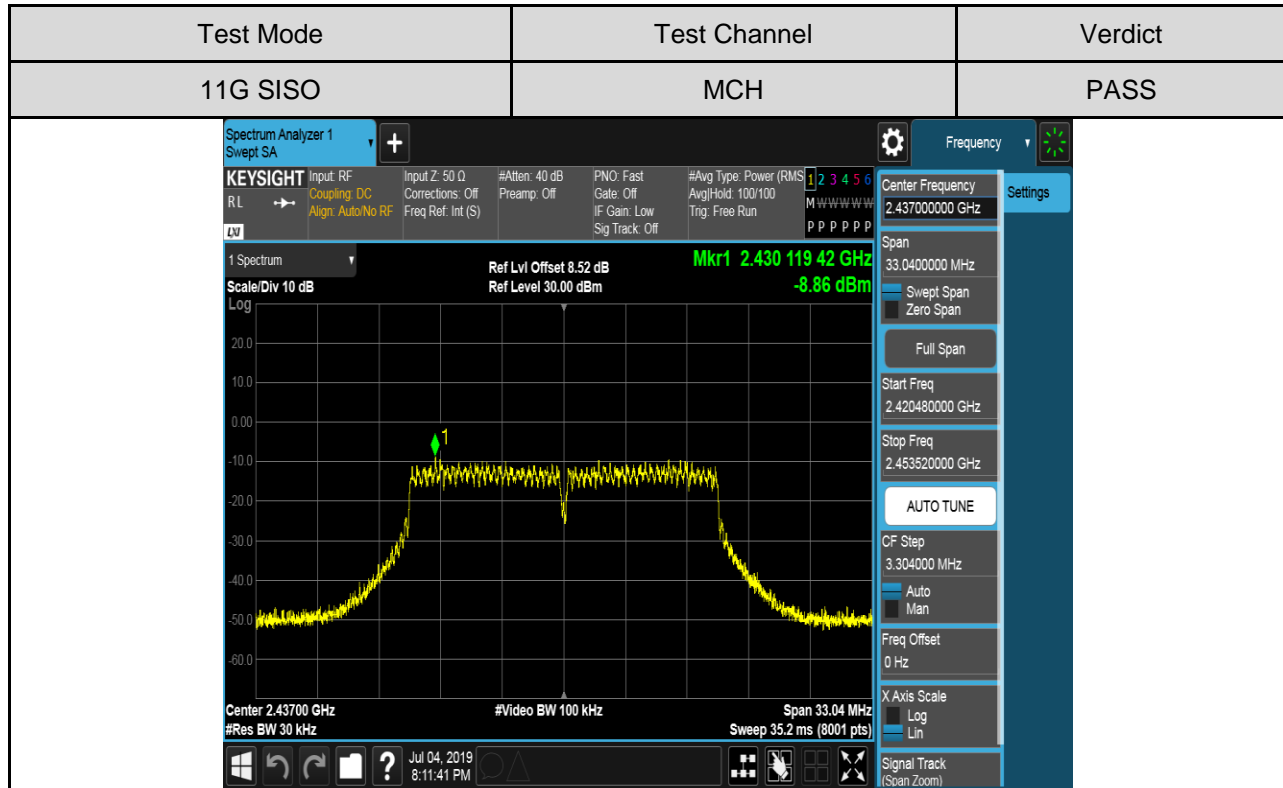 Test Mode
Test Channel
Verdict
11G SISO
MCH
PASS
Spectrum Analyzer 1
Swept SA
+
Frequency
KEYSIGHT
RL
LXI
Input: RF
Coupling: DC
Align: Auto/No RF
Input Z: 50 Ω
Corrections: Off
Freq Ref: Int (S)
#Atten: 40 dB
Preamp: Off
PNO: Fast
Gate: Off
IF Gain: Low
Sig Track: Off
#Avg Type: Power (RMS
Avg|Hold: 100/100
Trig: Free Run
1 2 3 4 5 6
M W W W W W
P P P P P P
1 Spectrum
Scale/Div 10 dB
Ref Lvl Offset 8.52 dB
Ref Level 30.00 dBm
Mkr1 2.430 119 42 GHz
-8.86 dBm
Log
20.0
10.0
0.00
-10.0
-20.0
-30.0
-40.0
-50.0
-60.0
1
Center 2.43700 GHz
#Res BW 30 kHz
#Video BW 100 kHz
Span 33.04 MHz
Sweep 35.2 ms (8001 pts)
?
Jul 04, 2019
8:11:41 PM
Center Frequency
2.437000000 GHz
Span
33.0400000 MHz
Swept Span
Zero Span
Full Span
Start Freq
2.420480000 GHz
Stop Freq
2.453520000 GHz
AUTO TUNE
CF Step
3.304000 MHz
Auto
Man
Freq Offset
0 Hz
X Axis Scale
Log
Lin
Signal Track
(Span Zoom)
Settings